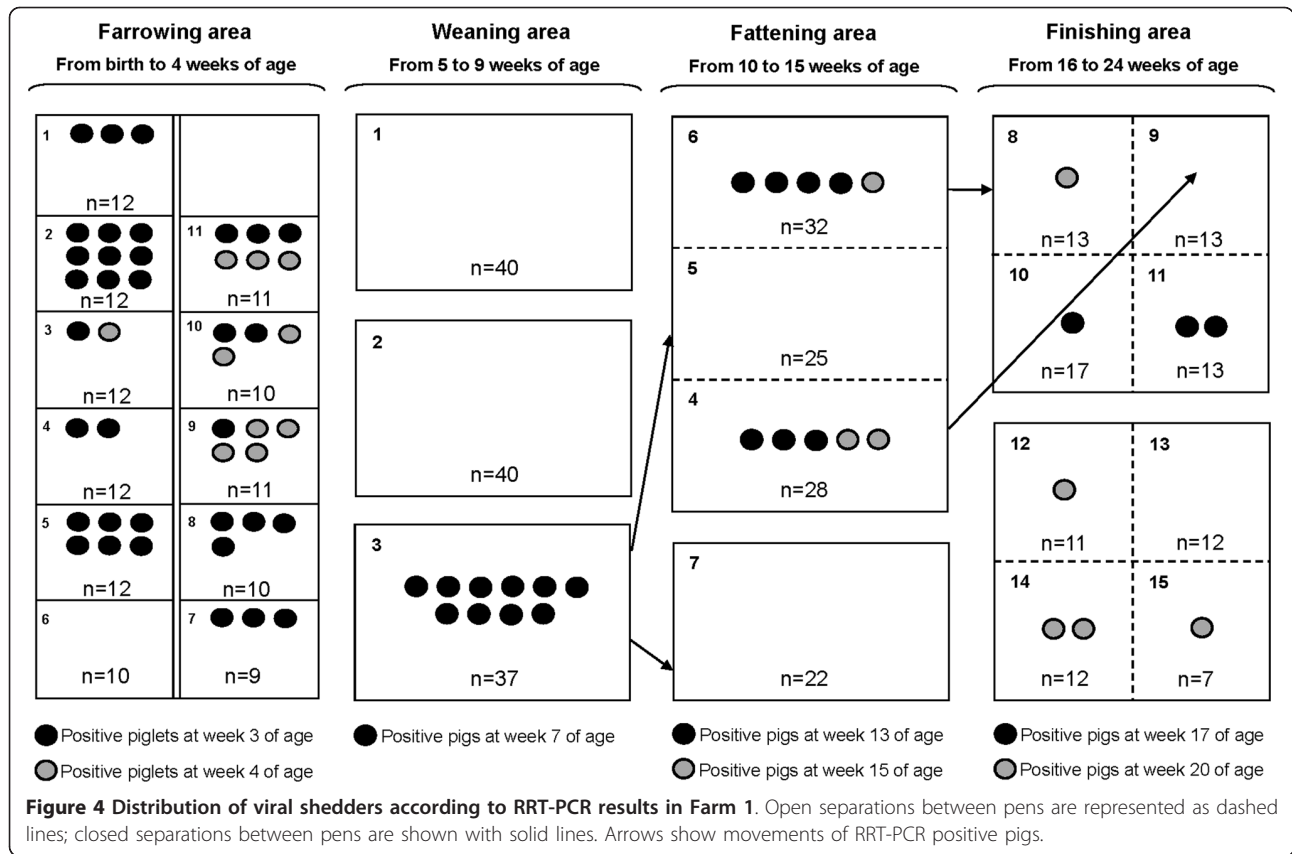 Farrowing area
From birth to 4 weeks of age
Weaning area
From 5 to 9 weeks of age
Fattening area
From 10 to 15 weeks of age
Finishing area
From 16 to 24 weeks of age
1
n=12
2
n=12
3
n=12
4
n=12
5
n=12
6
n=10
11
n=11
10
n=10
9
n=11
8
n=10
7
n=9
1
n=40
2
n=40
3
n=37
6
n=32
5
n=25
4
n=28
7
n=22
8
n=13
9
n=13
10
n=17
11
n=13
12
n=11
13
n=12
14
n=12
15
n=7
Positive piglets at week 3 of age
Positive piglets at week 4 of age
Positive pigs at week 7 of age
Positive pigs at week 13 of age
Positive pigs at week 15 of age
Positive pigs at week 17 of age
Positive pigs at week 20 of age
Figure 4 Distribution of viral shedders according to RRT-PCR results in Farm 1. Open separations between pens are represented as dashed
lines; closed separations between pens are shown with solid lines. Arrows show movements of RRT-PCR positive pigs.